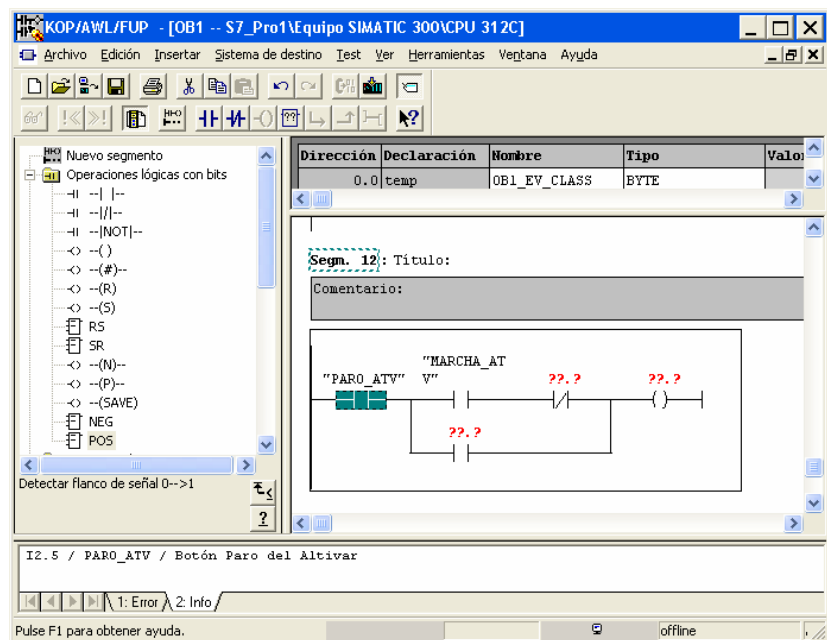 KOP/AWL/FUP - [OB1 -- S7_Pro1\Equipo SIMATIC 300\CPU 312C]
Archivo Edición Insertar Sistema de destino Test Ver Herramientas Ventana Ayuda
Nuevo segmento
Operaciones lógicas con bits
--| |--
--|/|--
--|NOT|--
--( )
--(#)--
--(R)
--(S)
RS
SR
--(N)--
--(P)--
--(SAVE)
NEG
POS
Detectar flanco de señal 0-->1
Dirección Declaración Nombre Tipo Valo
0.0 temp OB1_EV_CLASS BYTE
Segm. 12: Título:
Comentario:
"MARCHA_AT
"PARO_ATV" V" ??.? ??.?
??.?
I2.5 / PARO_ATV / Botón Paro del Altivar
1: Error 2: Info
Pulse F1 para obtener ayuda. offline